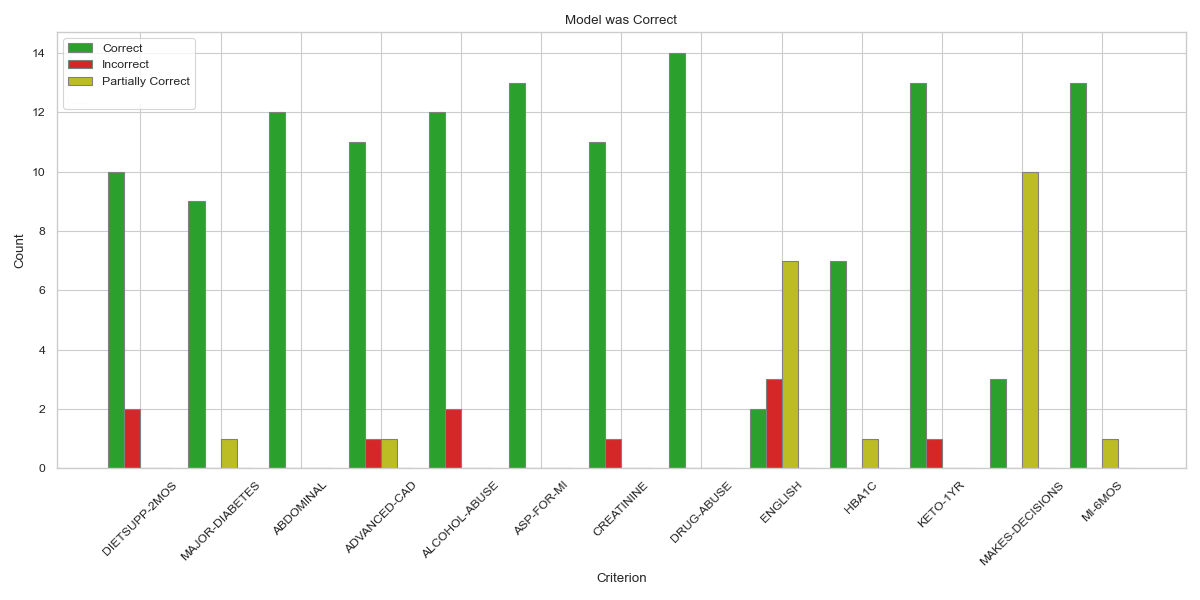 Model was Correct
Correct
Incorrect
Partially Correct
Count
14
12
10
8
6
4
2
0
DIETSUPP-2MOS
MAJOR-DIABETES
ABDOMINAL
ADVANCED-CAD
ALCOHOL-ABUSE
ASP-FOR-MI
CREATININE
DRUG-ABUSE
ENGLISH
HBA1C
KETO-1YR
MAKES-DECISIONS
MI-6MOS
Criterion